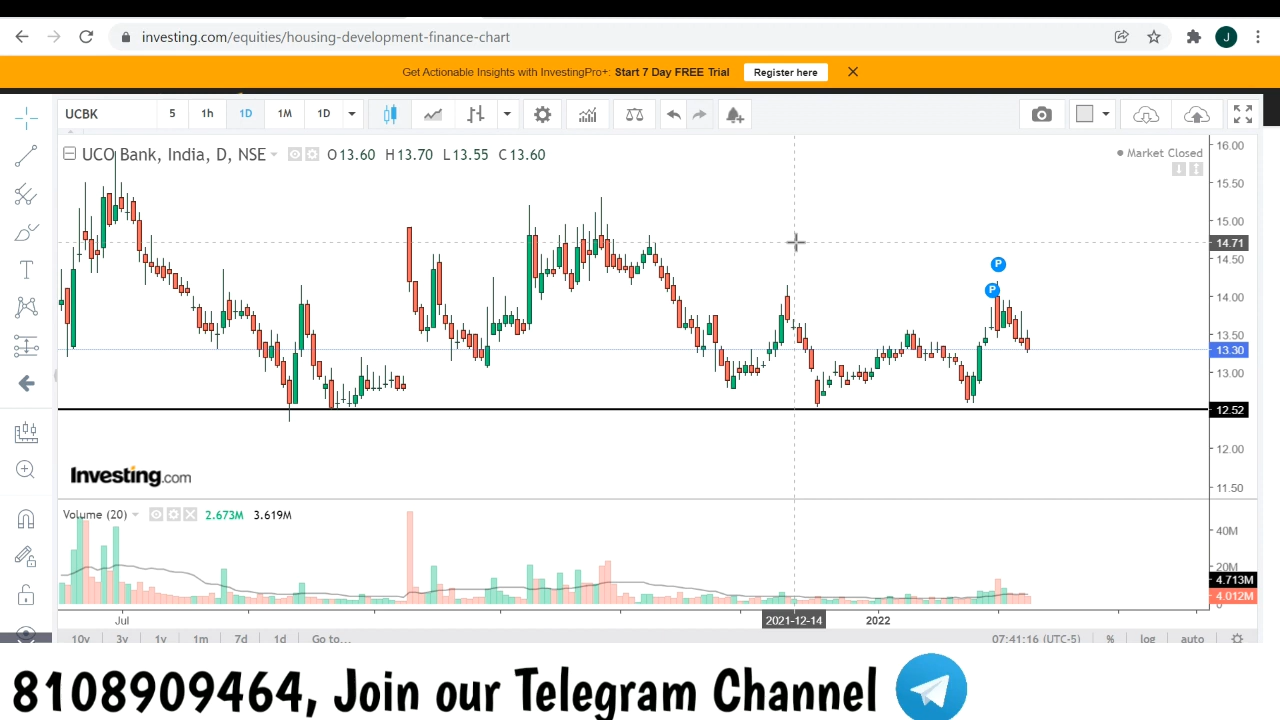 investing.com/equities/housing-development-finance-chart
J
Get Actionable Insights with InvestingPro+: Start 7 Day FREE Trial
Register here
UCBK 5 1h 1D 1M 1D
UCO Bank, India, D, NSE O13.60 H13.70 L13.55 C13.60
Market Closed
16.00
15.50
15.00
14.71
14.50
P
P
14.00
13.50
13.30
13.00
12.52
12.00
11.50
Investing.com
Volume (20) 2.673M 3.619M
40M
20M
4.713M
4.012M
0
Jul 2021-12-14 2022
10y 3y 1y 1m 7d 1d Go to... 07:41:16 (UTC-5) % log auto
8108909464, Join our Telegram Channel